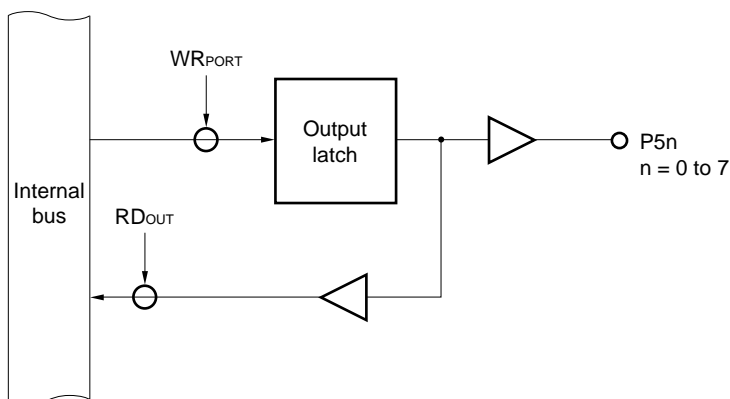 WRPORT
Output
latch
P5n
n = 0 to 7
Internal
bus
RDOUT